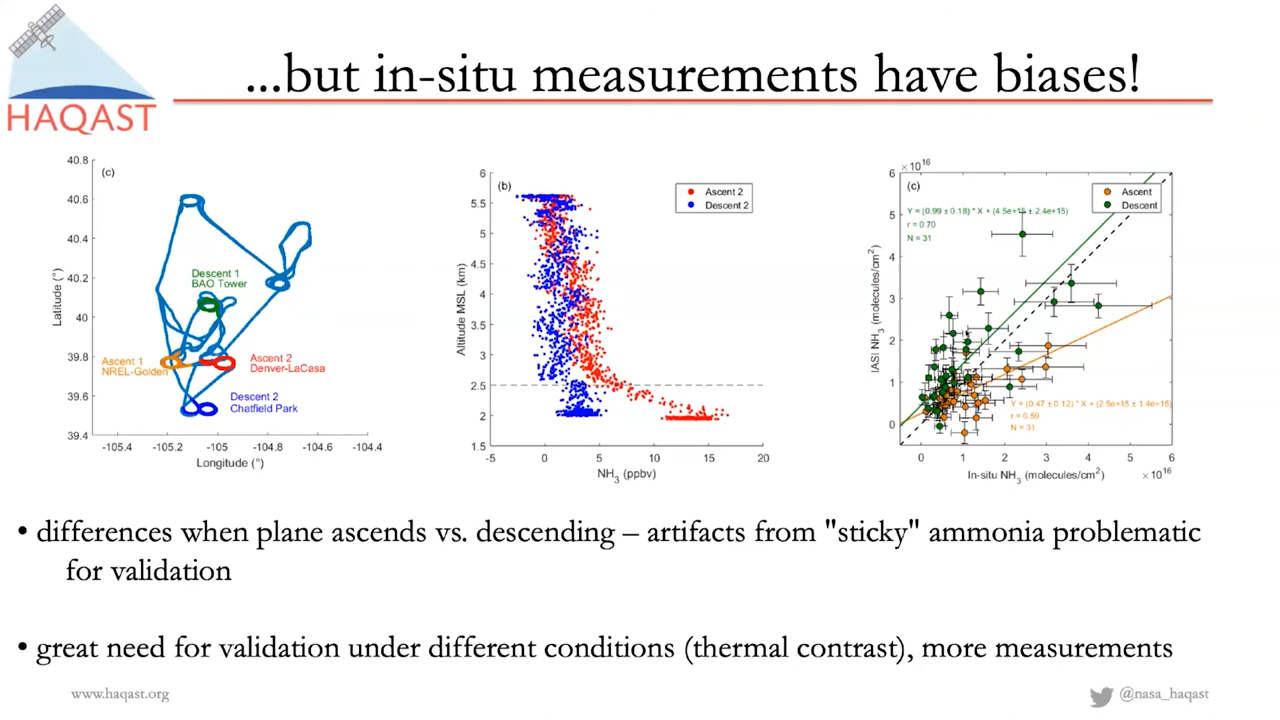 HAQAST
...but in-situ measurements have biases!
(c)
40.8
40.6
40.4
40.2
40
39.8
39.6
39.4
Latitude (°)
Descent 1
BAO Tower
Ascent 1
NREL-Golden
Ascent 2
Denver-LaCasa
Descent 2
Chatfield Park
-105.4 -105.2 -105 -104.8 -104.6 -104.4
Longitude (°)
(b)
6
5.5
5
4.5
4
3.5
3
2.5
2
1.5
Altitude MSL (km)
Ascent 2
Descent 2
-5 0 5 10 15 20
NH3 (ppbv)
× 10^16
(c)
6
5
4
3
2
1
0
IASI NH3 (molecules/cm²)
Ascent
Descent
Y = (0.99 ± 0.18) * X + (4.5e+15 ± 2.4e+15)
r = 0.70
N = 31
Y = (0.47 ± 0.12) * X + (2.5e+15 ± 1.4e+15)
r = 0.59
N = 31
0 1 2 3 4 5 6
In-situ NH3 (molecules/cm²) × 10^16
• differences when plane ascends vs. descending – artifacts from "sticky" ammonia problematic
for validation
• great need for validation under different conditions (thermal contrast), more measurements
www.haqast.org
@nasa_haqast